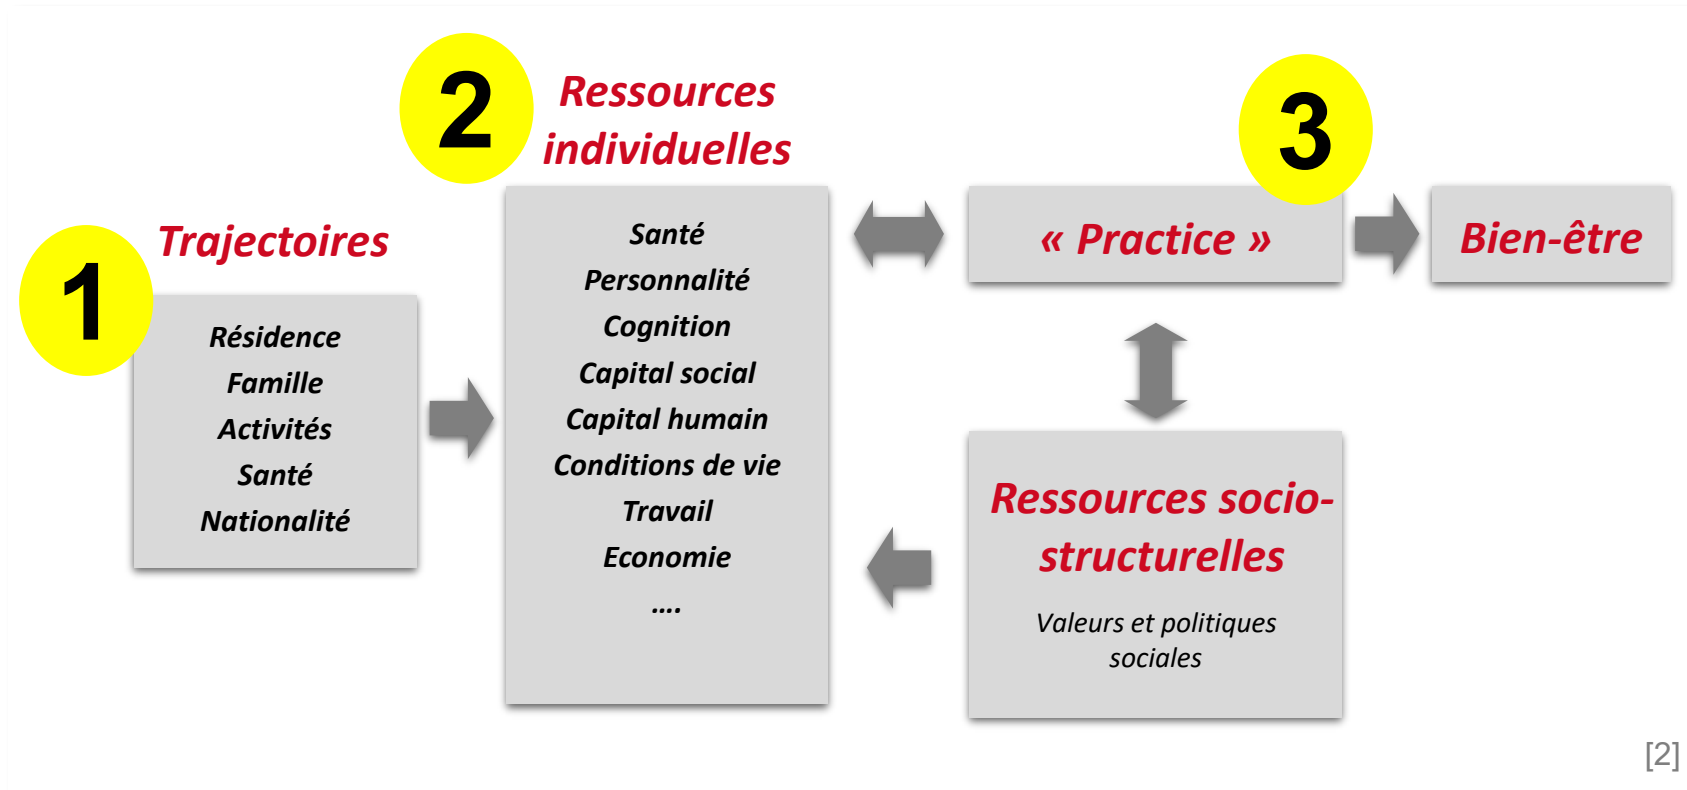 1
Trajectoires
Résidence
Famille
Activités
Santé
Nationalité
2
Ressources
individuelles
Santé
Personnalité
Cognition
Capital social
Capital humain
Conditions de vie
Travail
Economie
....
3
« Practice »
Bien-être
Ressources socio-
structurelles
Valeurs et politiques
sociales
[2]